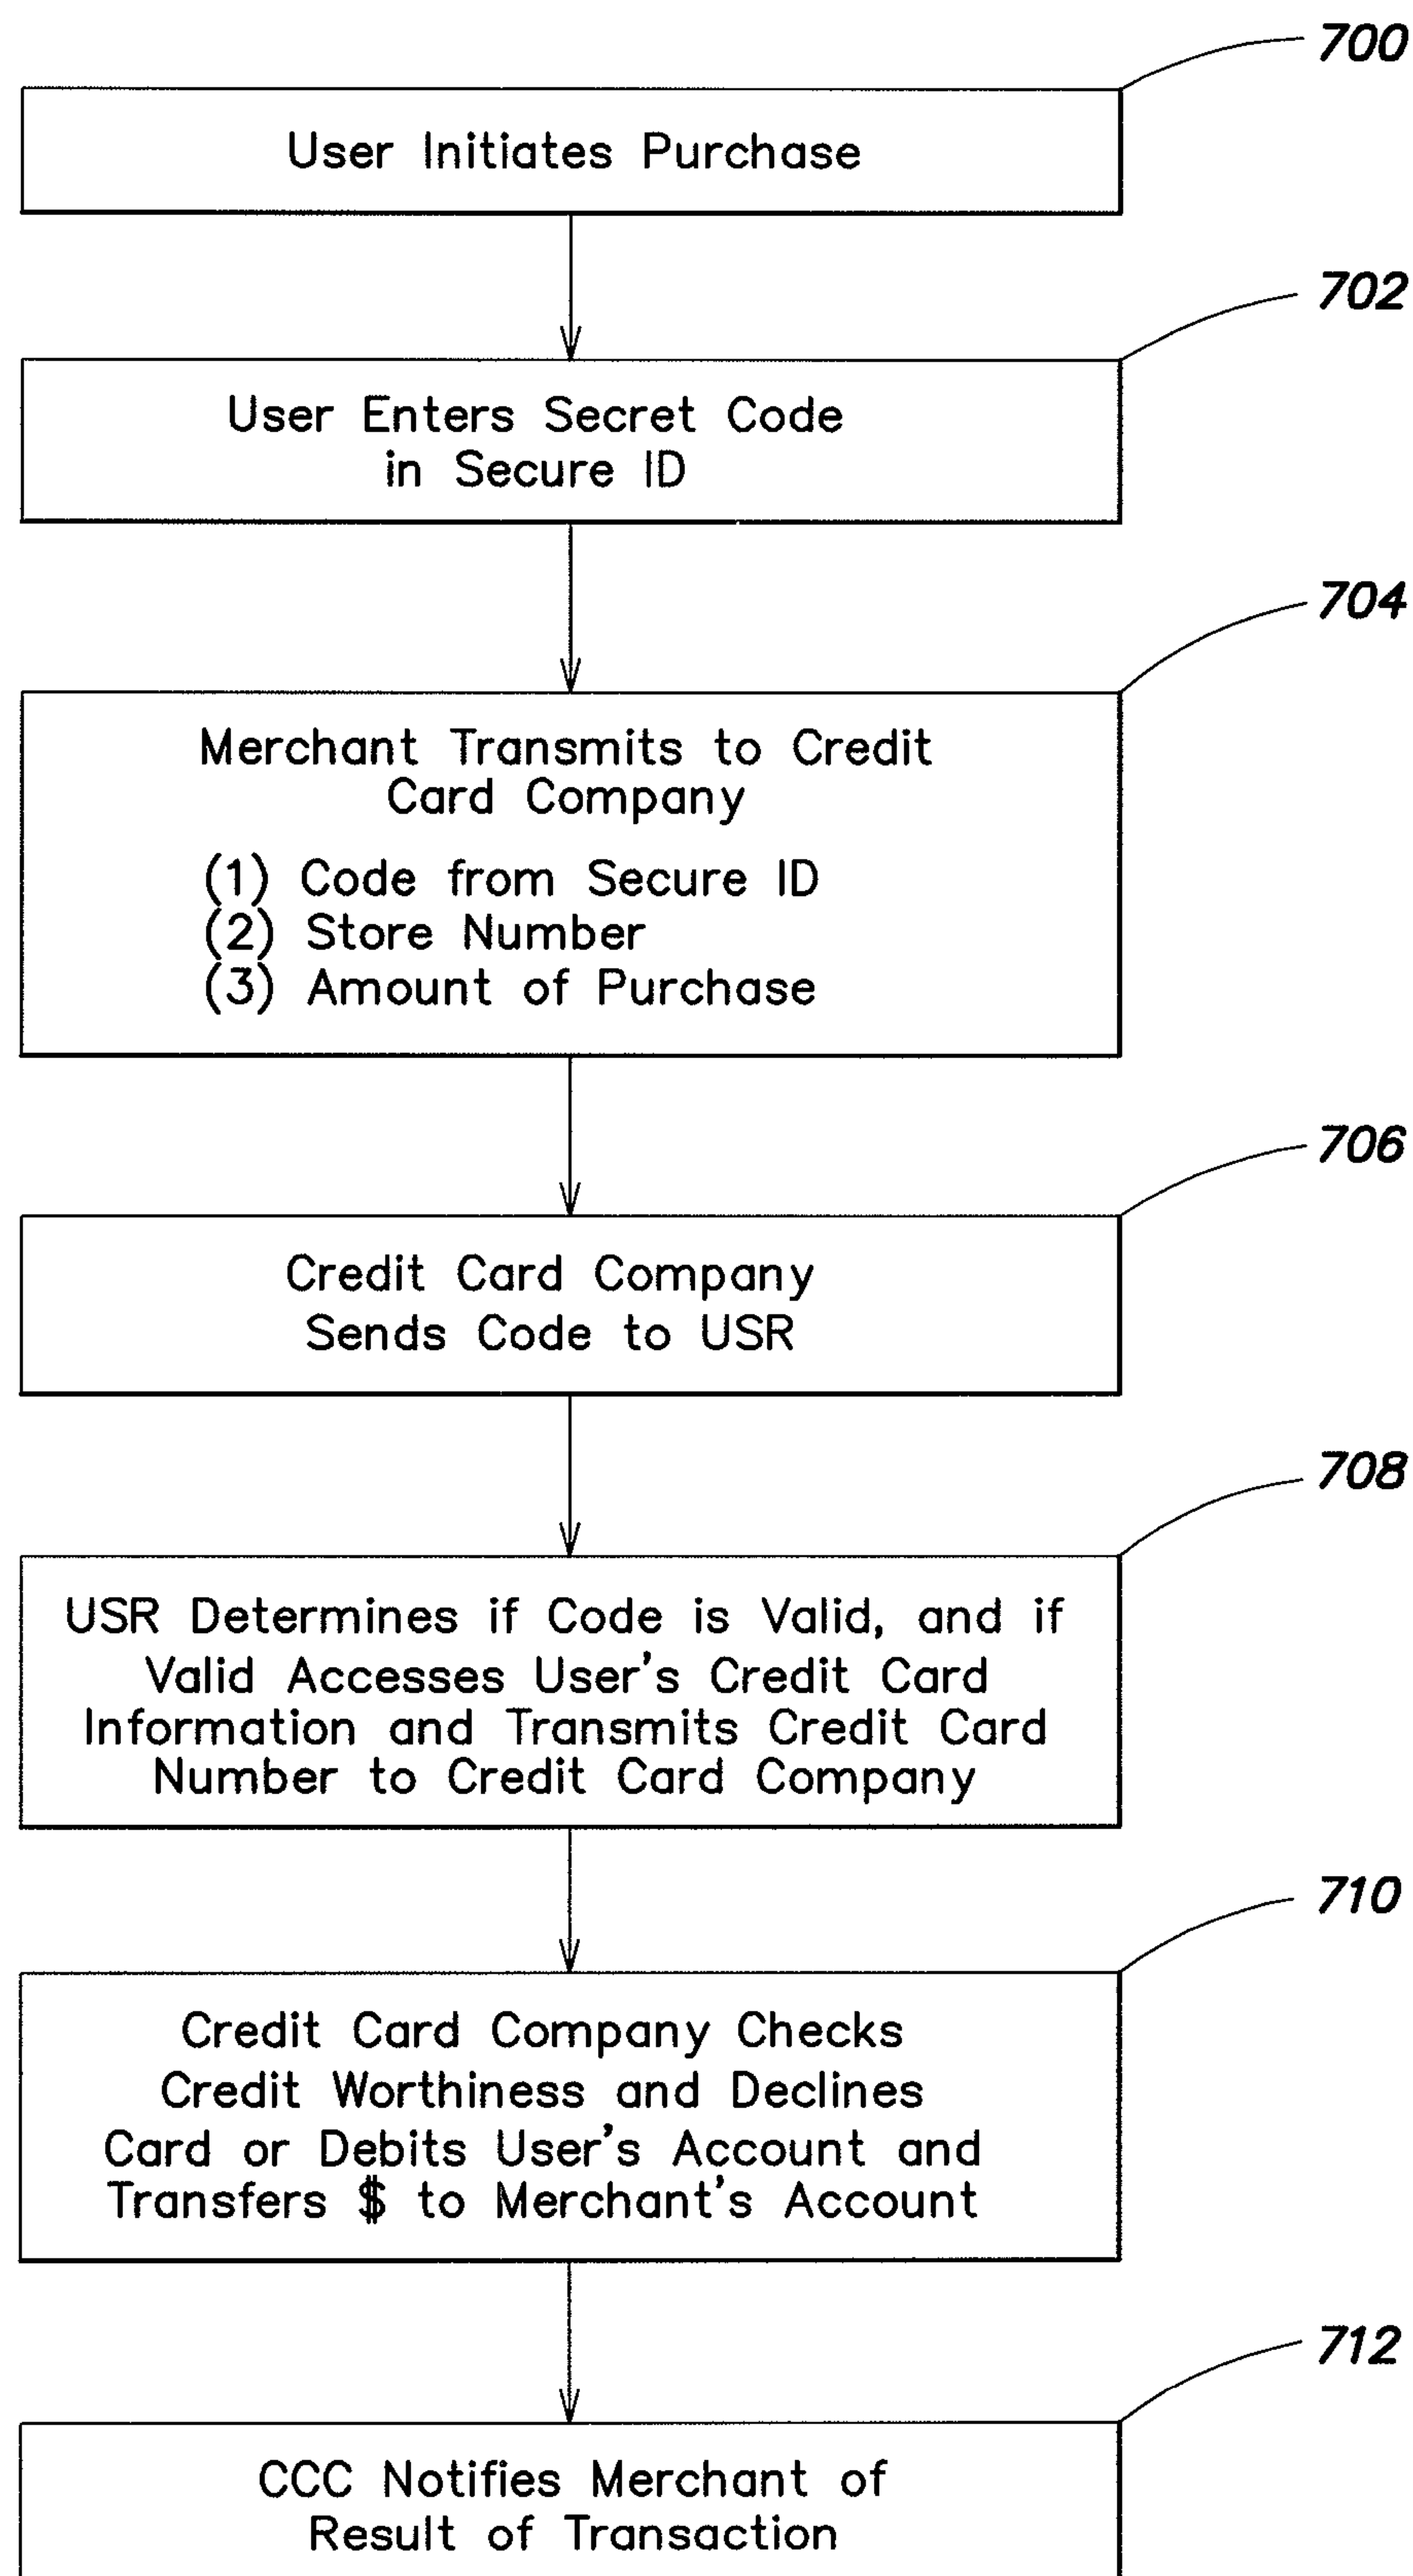 700
User Initiates Purchase
702
User Enters Secret Code
in Secure ID
704
Merchant Transmits to Credit
Card Company
(1) Code from Secure ID
(2) Store Number
(3) Amount of Purchase
706
Credit Card Company
Sends Code to USR
708
USR Determines if Code is Valid, and if
Valid Accesses User's Credit Card
Information and Transmits Credit Card
Number to Credit Card Company
710
Credit Card Company Checks
Credit Worthiness and Declines
Card or Debits User's Account and
Transfers $ to Merchant's Account
712
CCC Notifies Merchant of
Result of Transaction